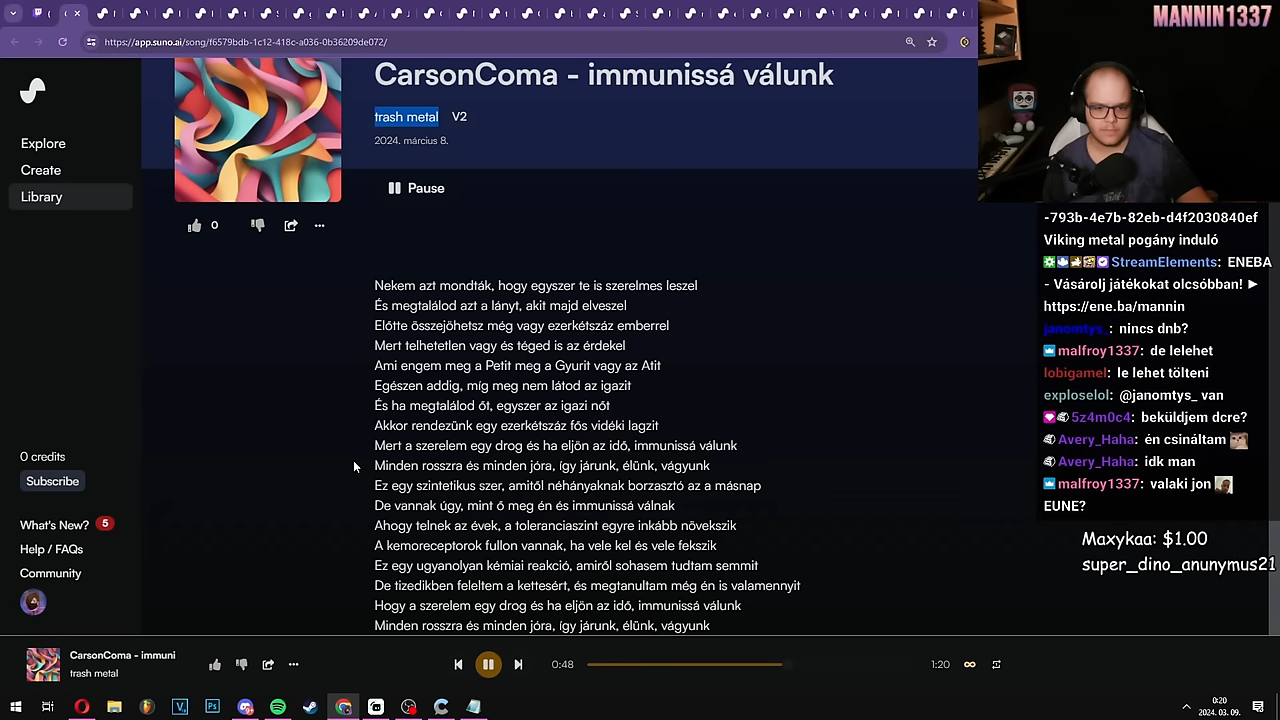 MANNIN1337
https://app.suno.ai/song/f6579bdb-1c12-418c-a036-0b36209de072/
CarsonComa - immunissá válunk
trash metal V2
2024. március 8.
Pause
0
Explore
Create
Library
0 credits
Subscribe
What's New? 5
Help / FAQs
Community
Nekem azt mondták, hogy egyszer te is szerelmes leszel
És megtalálod azt a lányt, akit majd elveszel
Előtte összejöhetsz még vagy ezerkétszáz emberrel
Mert telhetetlen vagy és téged is az érdekel
Ami engem meg a Petit meg a Gyurit vagy az Atit
Egészen addig, míg meg nem látod az igazit
És ha megtalálod őt, egyszer az igazi nőt
Akkor rendezünk egy ezerkétszáz fős vidéki lagzit
Mert a szerelem egy drog és ha eljön az idő, immunissá válunk
Minden rosszra és minden jóra, így járunk, élünk, vágyunk
Ez egy szintetikus szer, amitől néhányaknak borzasztó az a másnap
De vannak úgy, mint ő meg én és immunissá válnak
Ahogy telnek az évek, a toleranciaszint egyre inkább növekszik
A kemoreceptorok fullon vannak, ha vele kel és vele fekszik
Ez egy ugyanolyan kémiai reakció, amiről sohasem tudtam semmit
De tizedikben feleltem a kettesért, és megtanultam még én is valamennyit
Hogy a szerelem egy drog és ha eljön az idő, immunissá válunk
Minden rosszra és minden jóra, így járunk, élünk, vágyunk
-793b-4e7b-82eb-d4f2030840ef
Viking metal pogány induló
StreamElements: ENEBA
- Vásárolj játékokat olcsóbban! ►
https://ene.ba/mannin
janomtys_: nincs dnb?
malfroy1337: de lelehet
lobigamel: le lehet tölteni
exploselol: @janomtys_ van
5z4m0c4: beküldjem dcre?
Avery_Haha: én csináltam
Avery_Haha: idk man
malfroy1337: valaki jon
EUNE?
Maxykaa: $1.00
super_dino_anunymus21
CarsonComa - immuni
trash metal
0:48
1:20
0:20
2024. 03. 09.